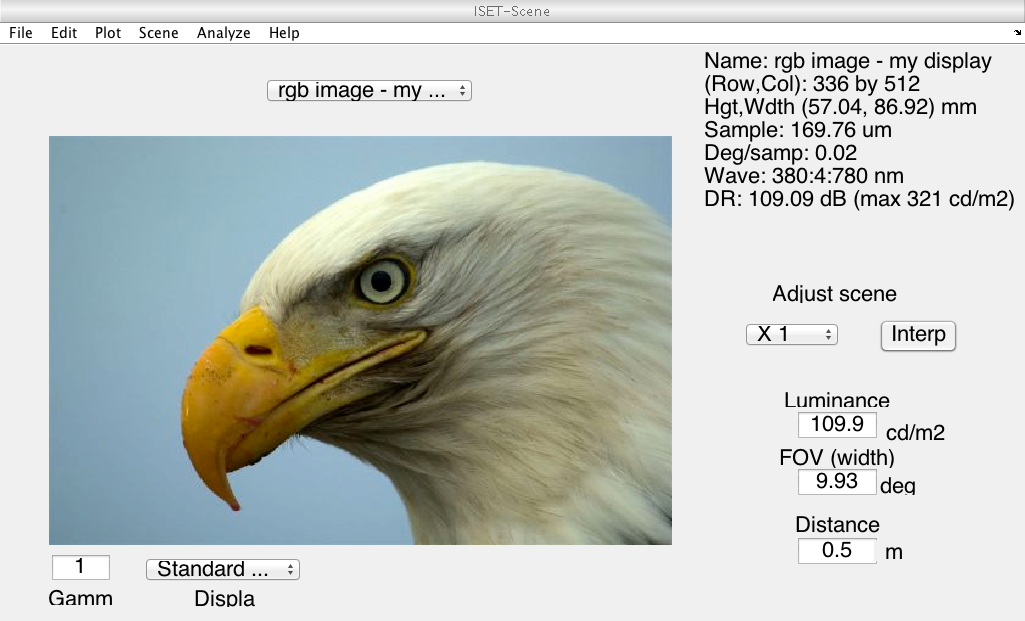 ISET-Scene
File Edit Plot Scene Analyze Help
rgb image - my ...
Name: rgb image - my display
(Row,Col): 336 by 512
Hgt,Wdth (57.04, 86.92) mm
Sample: 169.76 um
Deg/samp: 0.02
Wave: 380:4:780 nm
DR: 109.09 dB (max 321 cd/m2)
Adjust scene
X 1 Interp
Luminance
109.9 cd/m2
FOV (width)
9.93 deg
Distance
0.5 m
1 Standard ...
Gamm Displa